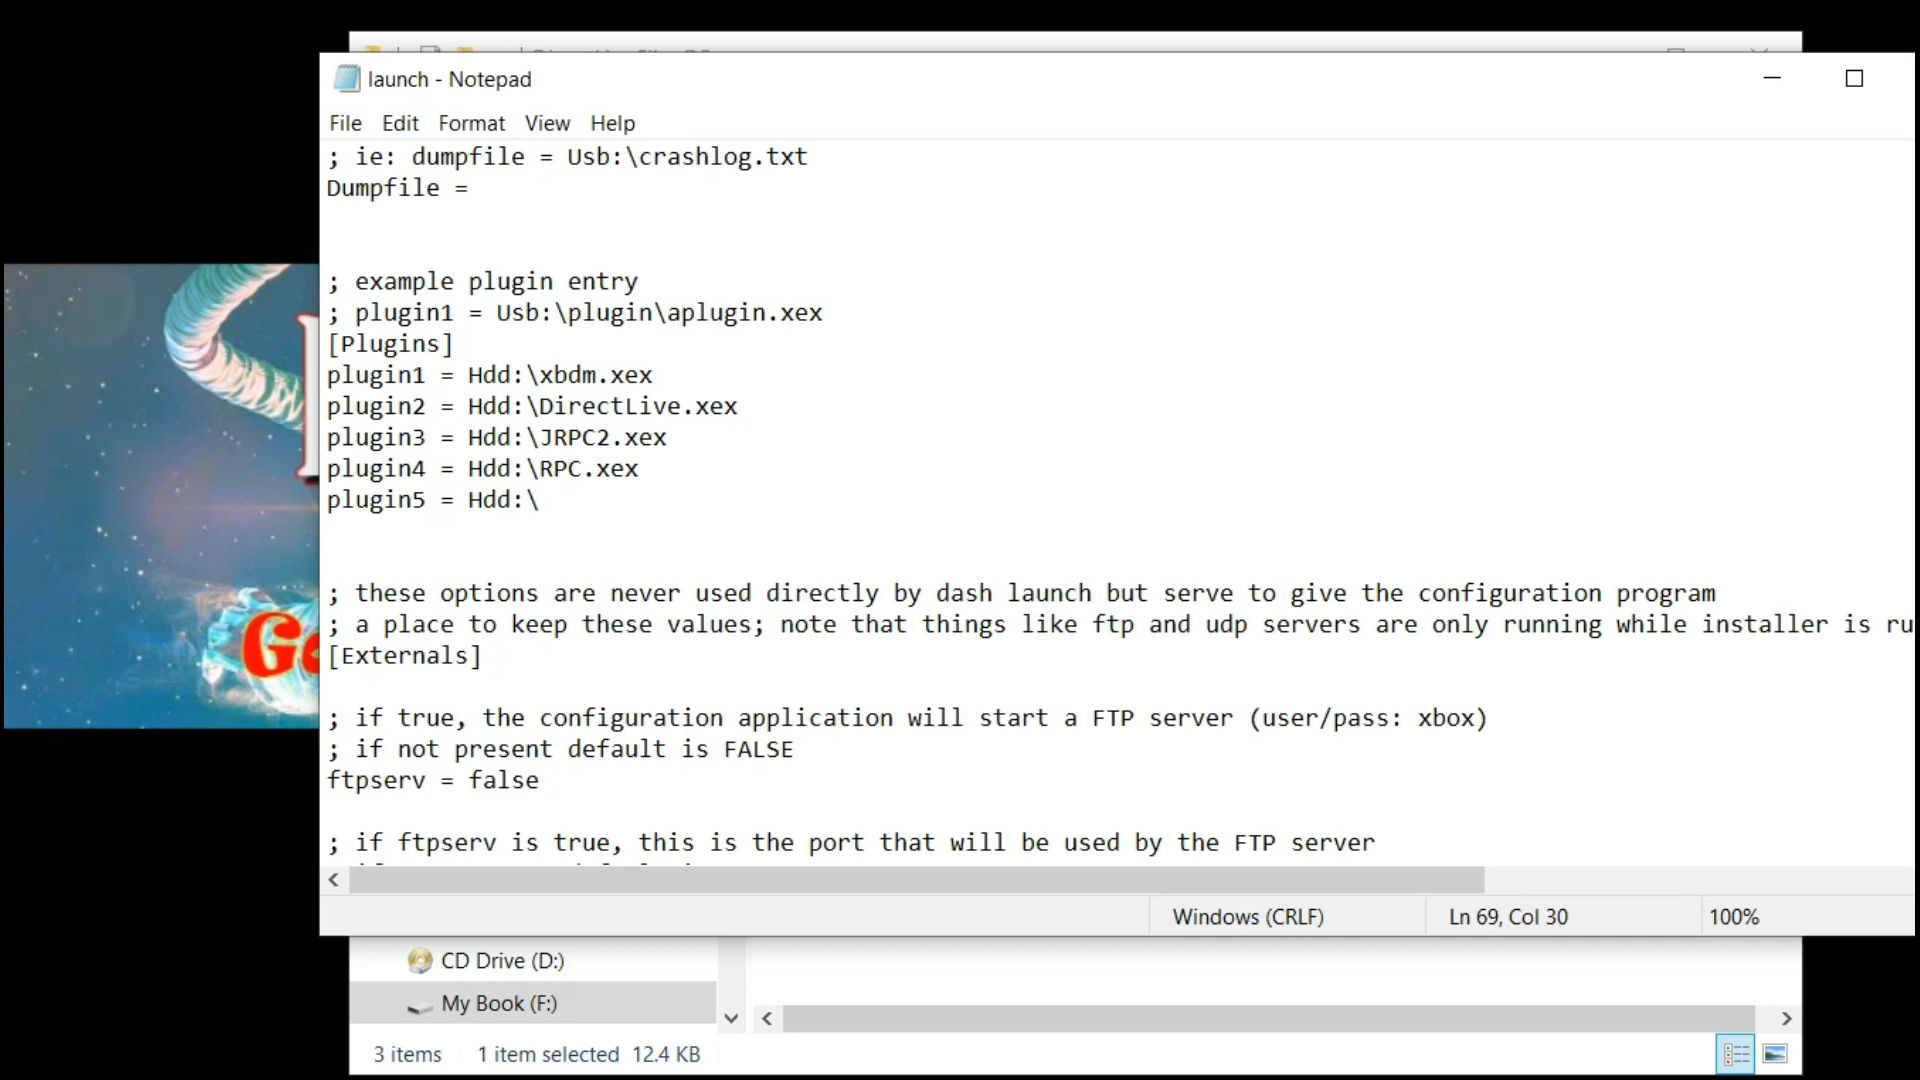 launch - Notepad
File Edit Format View Help
; ie: dumpfile = Usb:\crashlog.txt
Dumpfile =
; example plugin entry
; plugin1 = Usb:\plugin\aplugin.xex
[Plugins]
plugin1 = Hdd:\xbdm.xex
plugin2 = Hdd:\DirectLive.xex
plugin3 = Hdd:\JRPC2.xex
plugin4 = Hdd:\RPC.xex
plugin5 = Hdd:\
; these options are never used directly by dash launch but serve to give the configuration program
; a place to keep these values; note that things like ftp and udp servers are only running while installer is ru
[Externals]
; if true, the configuration application will start a FTP server (user/pass: xbox)
; if not present default is FALSE
ftpserv = false
; if ftpserv is true, this is the port that will be used by the FTP server
Windows (CRLF) Ln 69, Col 30 100%
CD Drive (D:)
My Book (F:)
3 items 1 item selected 12.4 KB